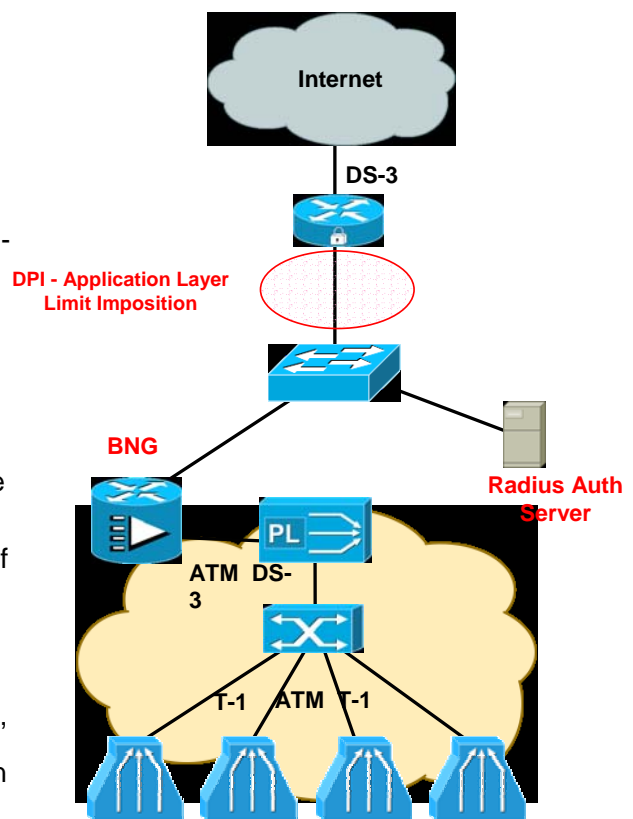 Internet
DS-3
-
DPI - Application Layer
Limit Imposition
BNG
e
Radius Auth
Server
PL
f
ATM DS-
3
T-1 ATM T-1
,
n